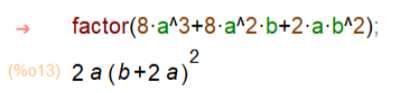 → factor(8·a^3+8·a^2·b+2·a·b^2);
(%o13) 2 a (b+2 a)²